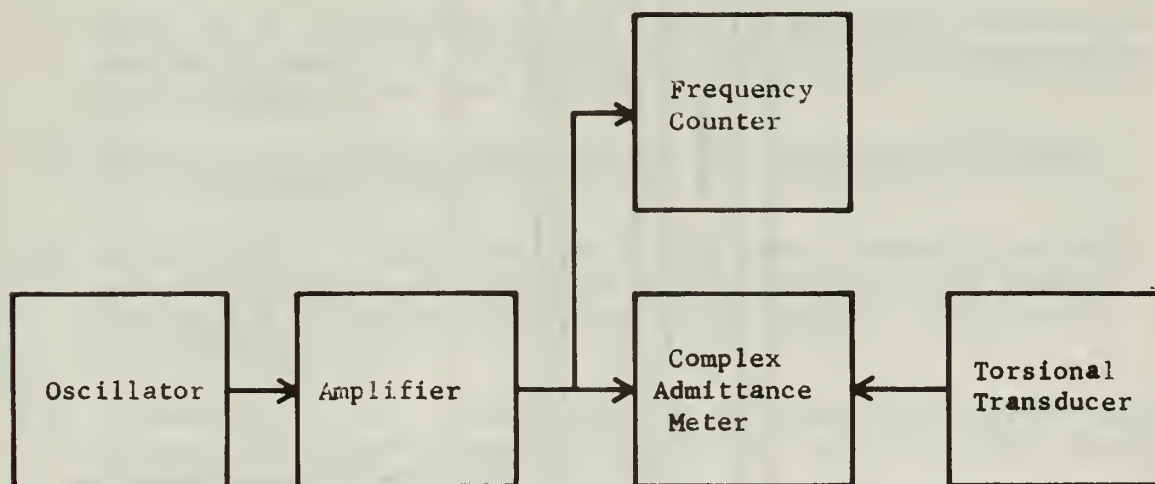 Frequency
Counter
Oscillator
Amplifier
Complex
Admittance
Meter
Torsional
Transducer